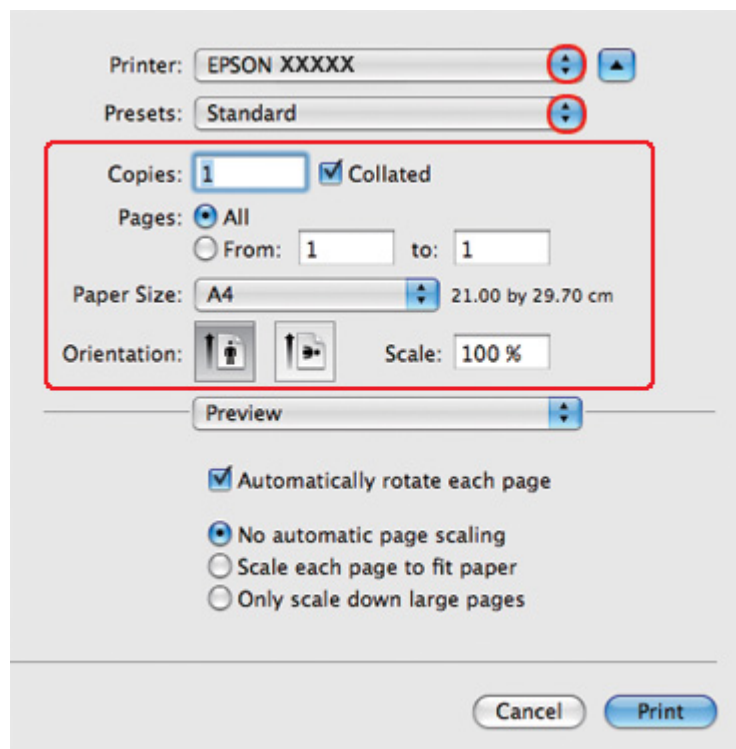 Printer: EPSON XXXXX
Presets: Standard
Copies: 1 Collated
Pages: All
From: 1 to: 1
Paper Size: A4 21.00 by 29.70 cm
Orientation: Scale: 100 %
Preview
Automatically rotate each page
No automatic page scaling
Scale each page to fit paper
Only scale down large pages
Cancel Print